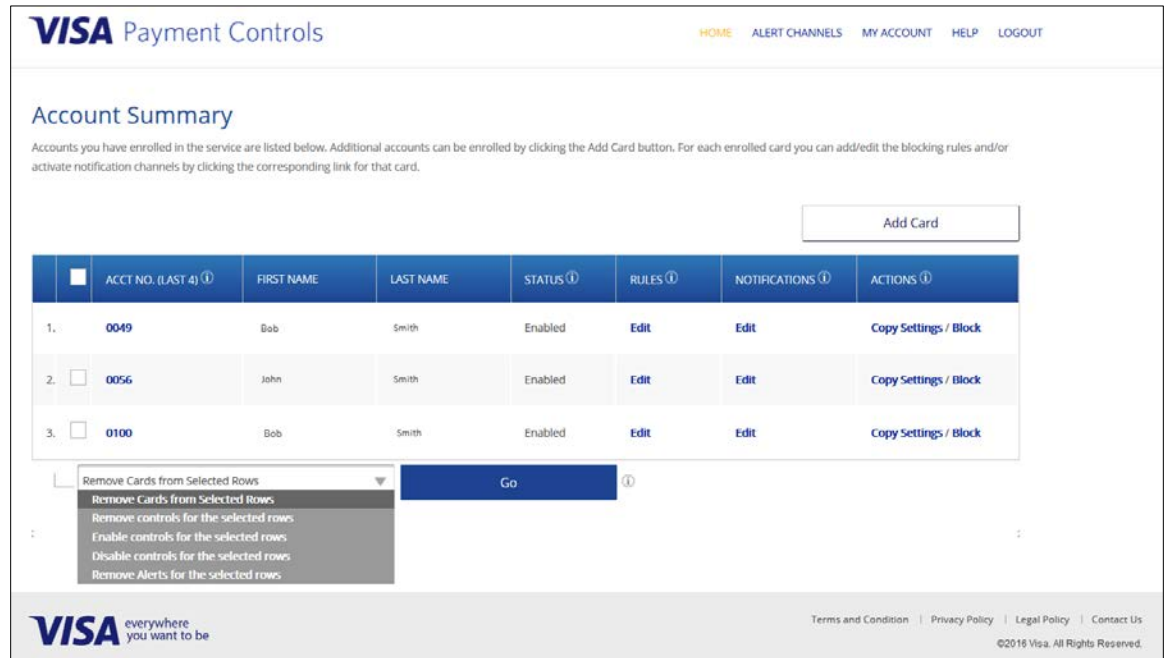 VISA Payment Controls
HOME ALERT CHANNELS MY ACCOUNT HELP LOGOUT
Account Summary
Accounts you have enrolled in the service are listed below. Additional accounts can be enrolled by clicking the Add Card button. For each enrolled card you can add/edit the blocking rules and/or
activate notification channels by clicking the corresponding link for that card.
Add Card
ACCT NO. (LAST 4) FIRST NAME LAST NAME STATUS RULES NOTIFICATIONS ACTIONS
1. 0049 Bob Smith Enabled Edit Edit Copy Settings / Block
2. 0056 John Smith Enabled Edit Edit Copy Settings / Block
3. 0100 Bob Smith Enabled Edit Edit Copy Settings / Block
Remove Cards from Selected Rows Go
Remove Cards from Selected Rows
Remove controls for the selected rows
Enable controls for the selected rows
Disable controls for the selected rows
Remove Alerts for the selected rows
VISA everywhere
you want to be
Terms and Condition | Privacy Policy | Legal Policy | Contact Us
©2016 Visa. All Rights Reserved.